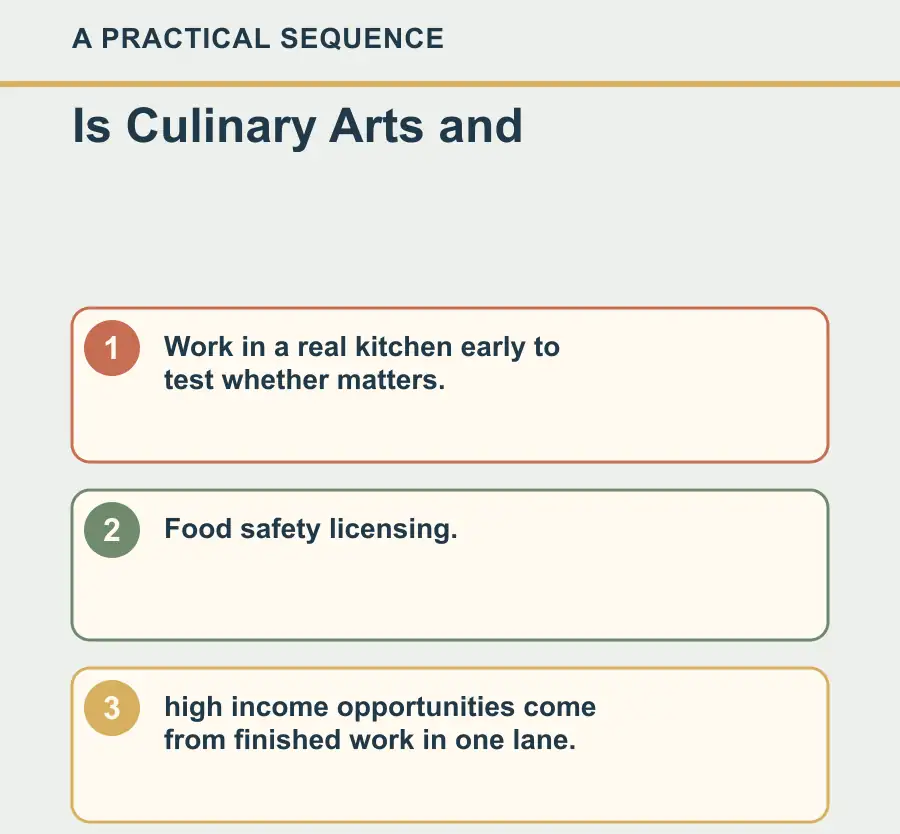 A PRACTICAL SEQUENCE
Is Culinary Arts and
1
Work in a real kitchen early to
test whether matters.
2
Food safety licensing.
3
high income opportunities come
from finished work in one lane.